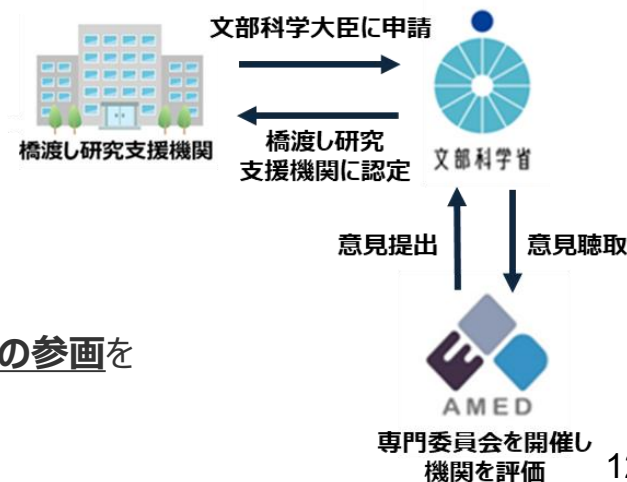 文部科学大臣に申請
橋渡し研究支援機関
橋渡し研究
支援機関に認定
文部科学省
意見提出
意見聴取
の参画を
AMED
専門委員会を開催し
機関を評価